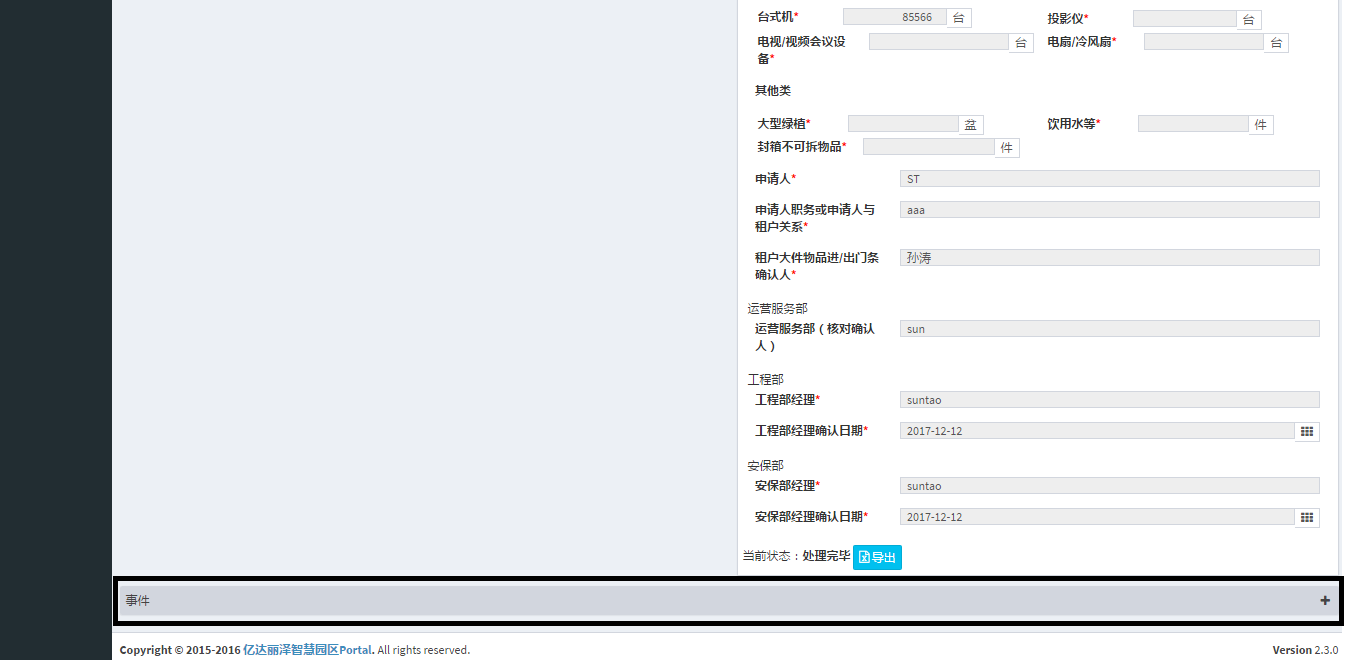 台式机* 85566 台 投影仪* 台
电视/视频会议设备* 台 电扇/冷风扇* 台
其他类
大型绿植* 盆 饮用水等* 件
封箱不可拆物品* 件
申请人* ST
申请人职务或申请人与 aaa
租户关系*
租户大件物品进/出门条 孙涛
确认人*
运营服务部
运营服务部（核对确认 sun
人）
工程部
工程部经理* suntao
工程部经理确认日期* 2017-12-12
安保部
安保部经理* suntao
安保部经理确认日期* 2017-12-12
当前状态：处理完毕 导出
事件 +
Copyright © 2015-2016 亿达丽泽智慧园区Portal. All rights reserved. Version 2.3.0